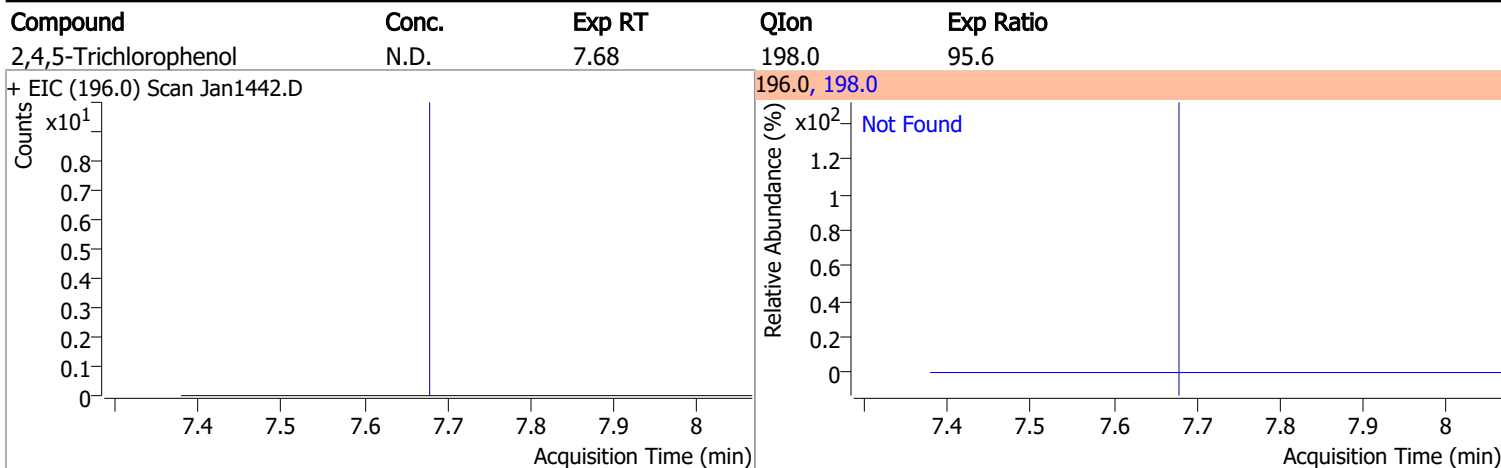 Compound Conc. Exp RT QIon Exp Ratio
2,4,5-Trichlorophenol N.D. 7.68 198.0 95.6
+ EIC (196.0) Scan Jan1442.D
Counts
x10¹
0.8
0.7
0.6
0.5
0.4
0.3
0.2
0.1
0
7.4 7.5 7.6 7.7 7.8 7.9 8
Acquisition Time (min)
196.0, 198.0
Relative Abundance (%)
x10²
Not Found
1.2
1
0.8
0.6
0.4
0.2
0
7.4 7.5 7.6 7.7 7.8 7.9 8
Acquisition Time (min)